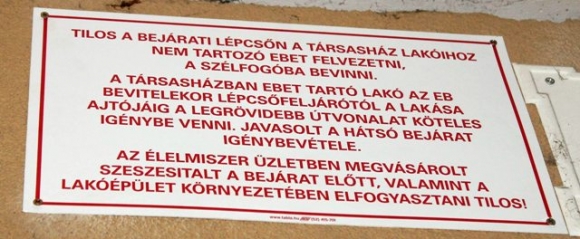 TILOS A BEJÁRATI LÉPCSŐN A TÁRSASHÁZ LAKÓIHOZ
NEM TARTOZÓ EBET FELVEZETNI,
A SZÉLFOGÓBA BEVINNI.
A TÁRSASHÁZBAN EBET TARTÓ LAKÓ AZ EB
BEVITELEKOR LÉPCSŐFELJÁRÓTÓL A LAKÁSA
AJTÓJÁIG A LEGRÖVIDEBB ÚTVONALAT KÖTELES
IGÉNYBE VENNI. JAVASOLT A HÁTSÓ BEJÁRAT
IGÉNYBEVÉTELE.
AZ ÉLELMISZER ÜZLETBEN MEGVÁSÁROLT
SZESZESITALT A BEJÁRAT ELŐTT, VALAMINT A
LAKÓÉPÜLET KÖRNYEZETÉBEN ELFOGYASZTANI TILOS!